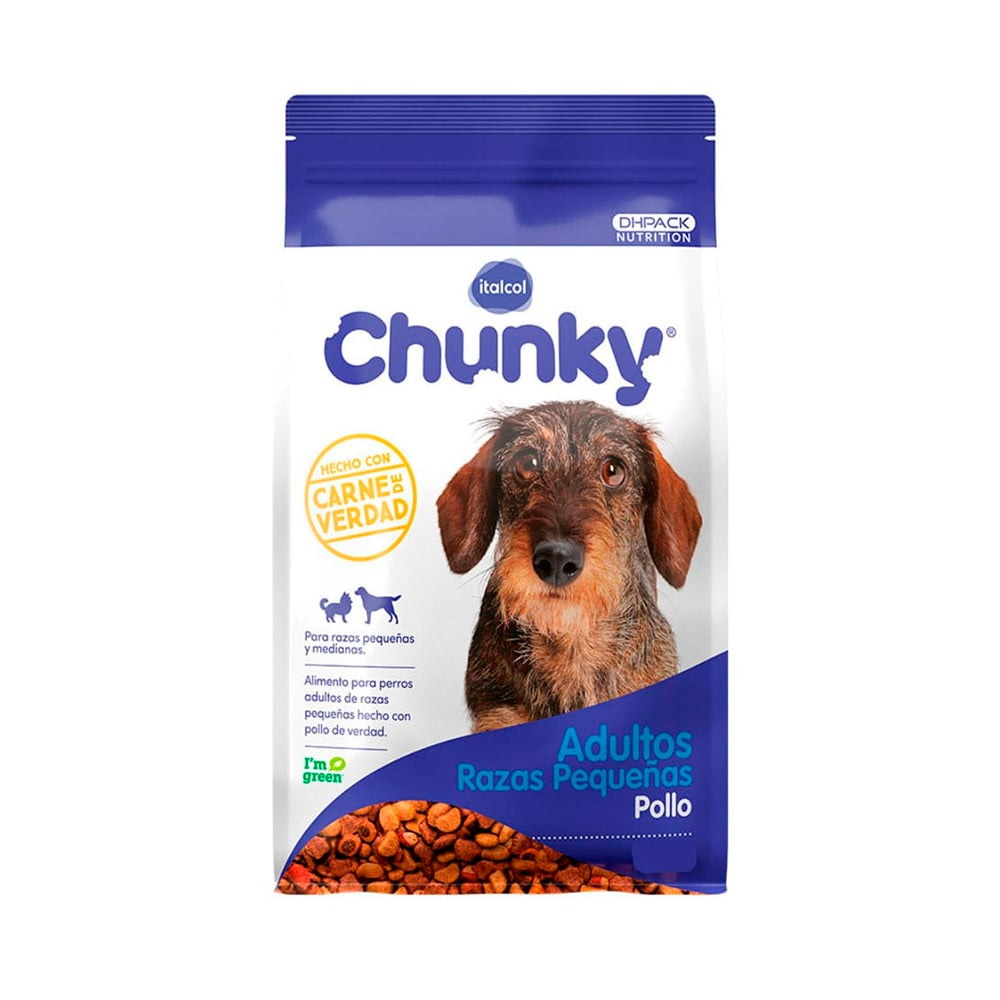 DHPACK
NUTRITION
italcol
Chunky®
HECHO CON
CARNE DE
VERDAD
Para razas pequeñas
y medianas.
Alimento para perros
adultos de razas
pequeñas hecho con
pollo de verdad.
I'm
green
Adultos
Razas Pequeñas
Pollo